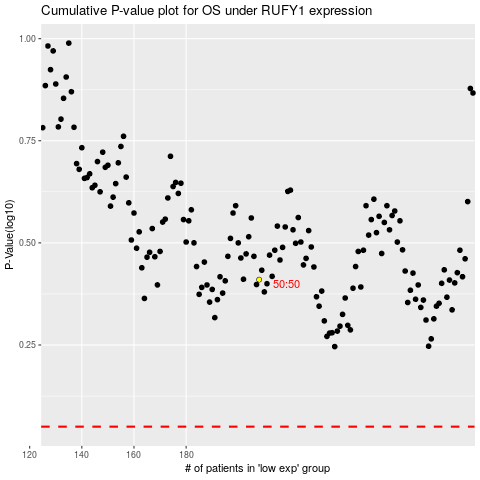 Cumulative P-value plot for OS under RUFY1 expression
P-Value(log10)
1.00
0.75
0.50
0.25
50:50
120 140 160 180
# of patients in 'low exp' group